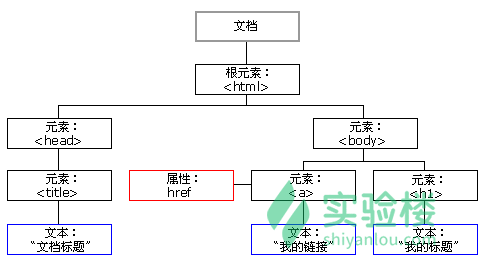 文档
根元素：
<html>
元素：
<head>
元素：
<body>
元素：
<title>
属性：
href
元素：
<a>
元素：
<h1>
文本：
“文档标题”
文本：
“我的链接”
文本：
“我的标题”
实验楼
shiyanlou.com